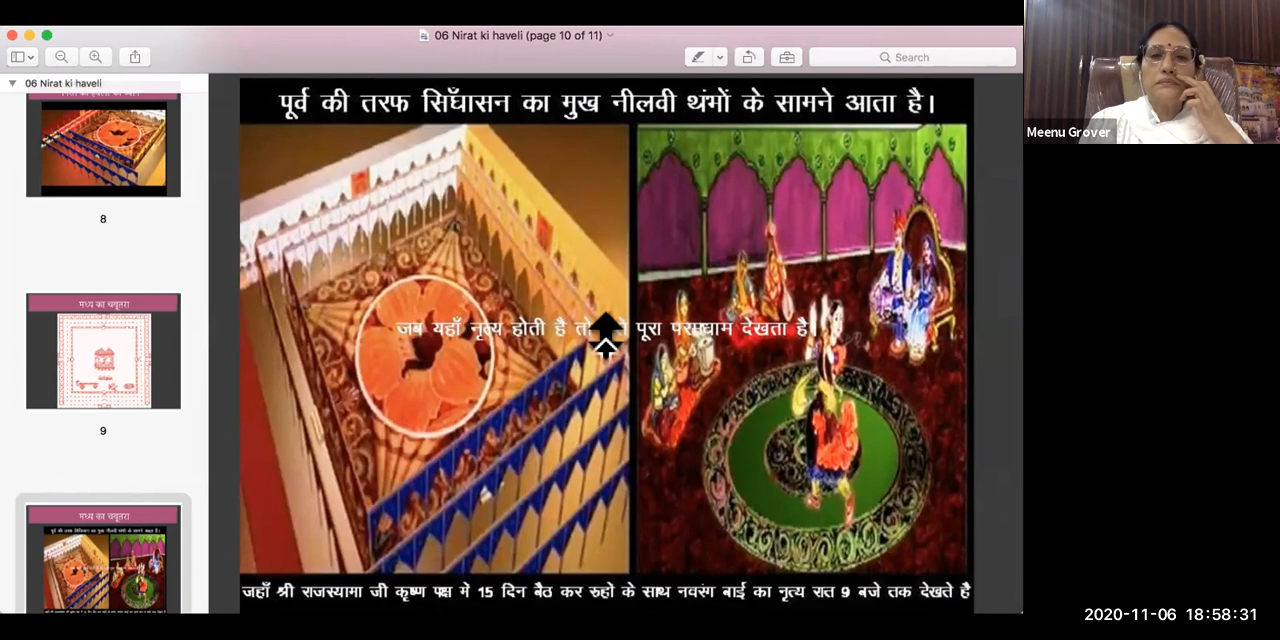 06 Nirat ki haveli (page 10 of 11)
Search
06 Nirat ki haveli
8
मध्य का चबूतरा
9
मध्य का चबूतरा
पूर्व की तरफ सिँघासन का मुख नीलवी थंमों के सामने आता है।
जब यहाँ नृत्य होती है तो पूरा परमधाम देखता है
जहाँ श्री राजस्यामा जी कृष्ण पक्ष मे 15 दिन बैठ कर रुहो के साथ नवरंग बाई का नृत्य रात 9 बजे तक देखते है
Meenu Grover
2020-11-06 18:58:31